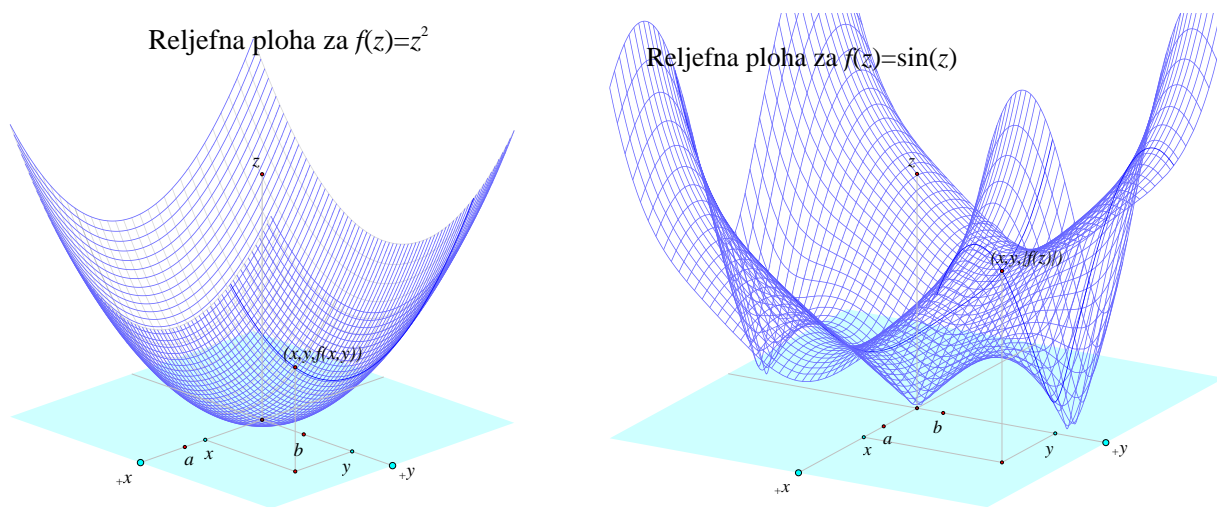 Reljefna ploha za f(z)=z²
z
(x,y,f(x,y))
a
x
b
y
+x
+y
Reljefna ploha za f(z)=sin(z)
z
(x,y,|f(z)|)
a
x
b
y
+x
+y